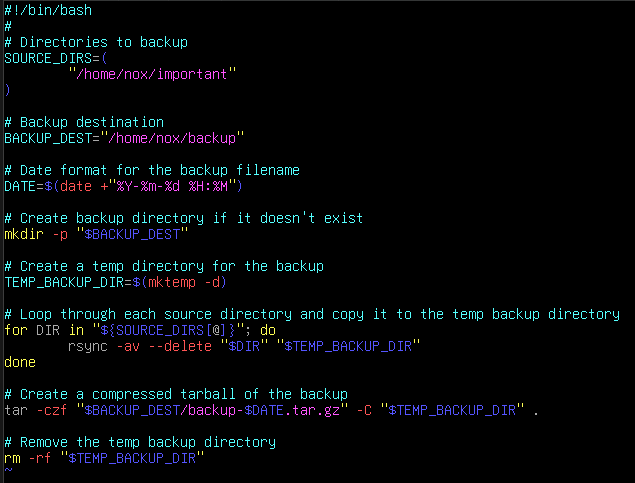 #!/bin/bash
#
# Directories to backup
SOURCE_DIRS=(
        "/home/nox/important"
)

# Backup destination
BACKUP_DEST="/home/nox/backup"

# Date format for the backup filename
DATE=$(date +"%Y-%m-%d %H:%M")

# Create backup directory if it doesn't exist
mkdir -p "$BACKUP_DEST"

# Create a temp directory for the backup
TEMP_BACKUP_DIR=$(mktemp -d)

# Loop through each source directory and copy it to the temp backup directory
for DIR in "${SOURCE_DIRS[@]}"; do
        rsync -av --delete "$DIR" "$TEMP_BACKUP_DIR"
done

# Create a compressed tarball of the backup
tar -czf "$BACKUP_DEST/backup-$DATE.tar.gz" -C "$TEMP_BACKUP_DIR" .

# Remove the temp backup directory
rm -rf "$TEMP_BACKUP_DIR"
~